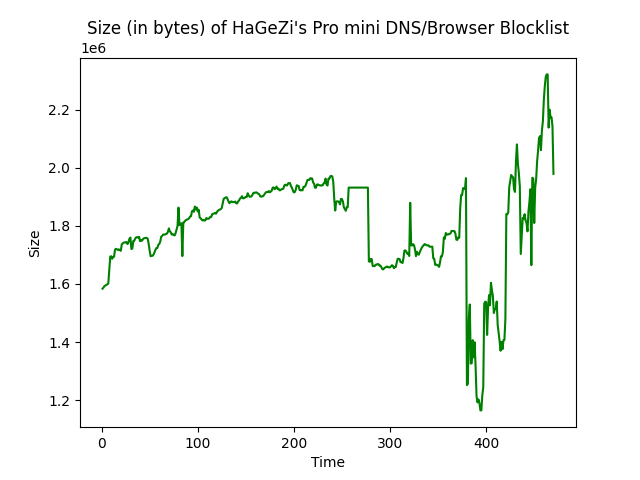 Size (in bytes) of HaGeZi's Pro mini DNS/Browser Blocklist
1e6
2.2
2.0
1.8
1.6
1.4
1.2
Size
0 100 200 300 400
Time